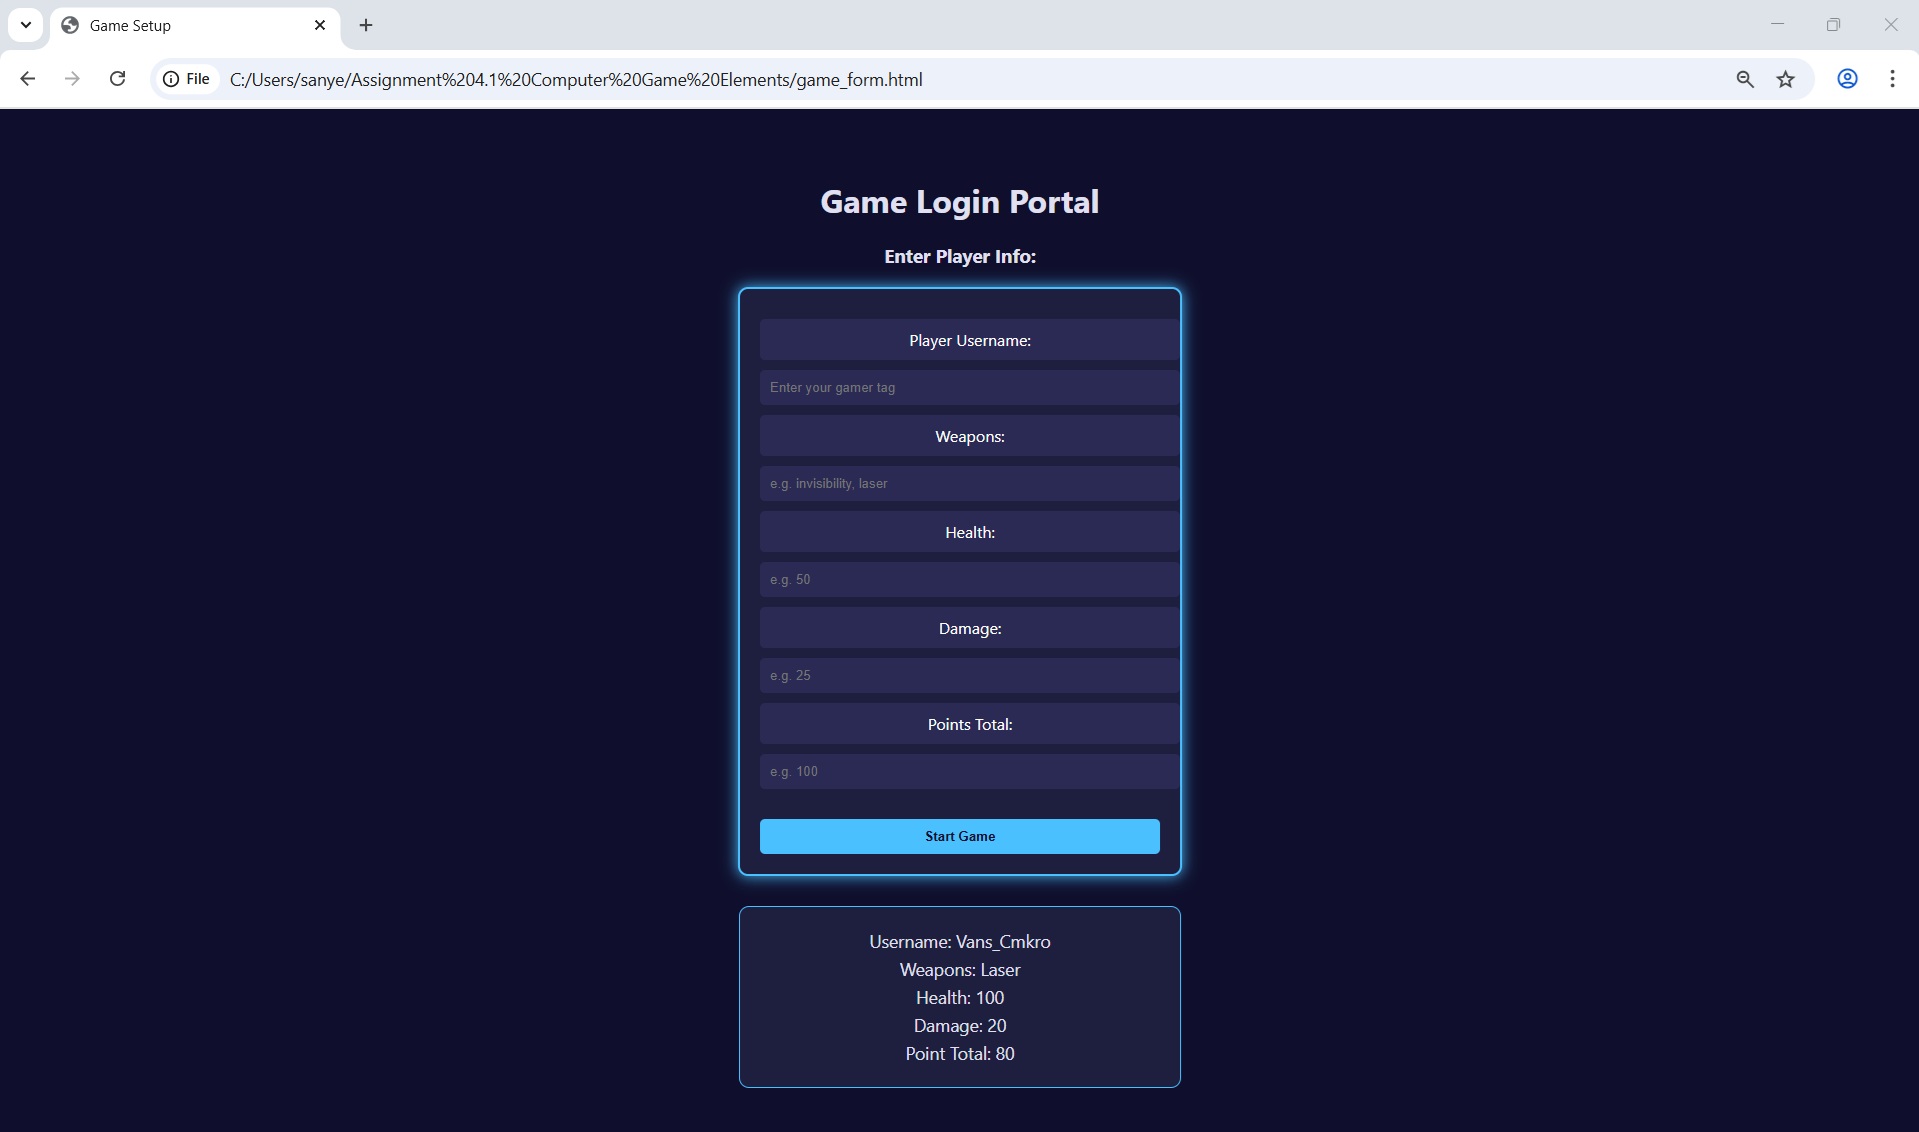 Game Setup
File
C:/Users/sanye/Assignment%204.1%20Computer%20Game%20Elements/game_form.html
Game Login Portal
Enter Player Info:
Player Username:
Enter your gamer tag
Weapons:
e.g. invisibility, laser
Health:
e.g. 50
Damage:
e.g. 25
Points Total:
e.g. 100
Start Game
Username: Vans_Cmkro
Weapons: Laser
Health: 100
Damage: 20
Point Total: 80